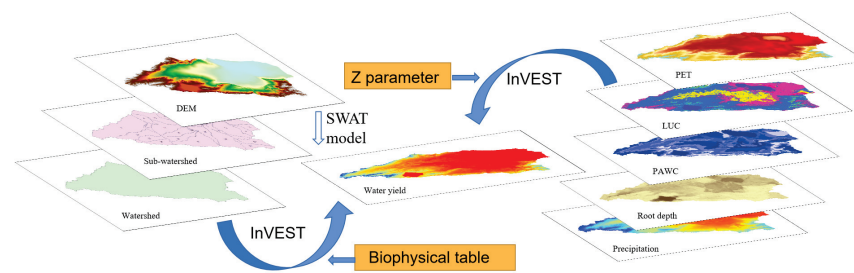 DEM
Sub-watershed
Watershed
SWAT
model
InVEST
Z parameter
InVEST
Water yield
Biophysical table
PET
LUC
PAWC
Root depth
Precipitation